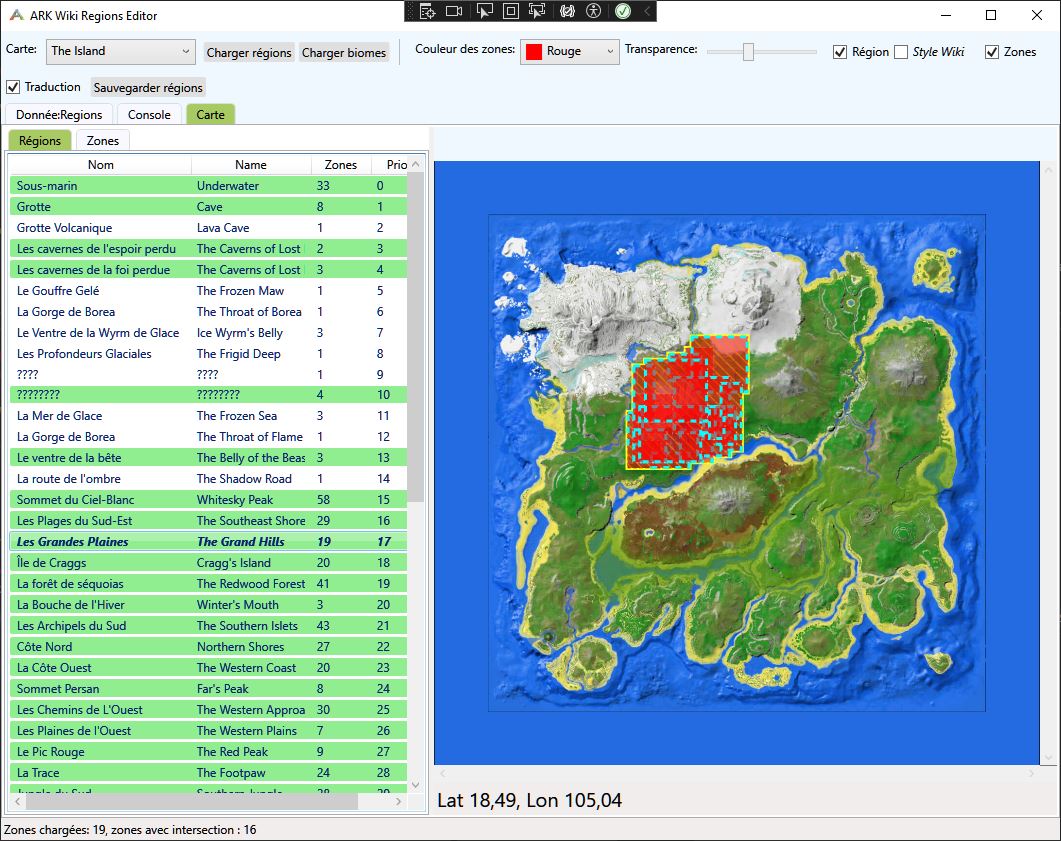 ARK Wiki Regions Editor
Carte: The Island Charger régions Charger biomes Couleur des zones: Rouge Transparence: Région Style Wiki Zones
Traduction Sauvegarder régions
Donnée:Regions Console Carte
Régions Zones
Nom Name Zones Prio
Sous-marin Underwater 33 0
Grotte Cave 8 1
Grotte Volcanique Lava Cave 1 2
Les cavernes de l'espoir perdu The Caverns of Lost 2 3
Les cavernes de la foi perdue The Caverns of Lost 3 4
Le Gouffre Gelé The Frozen Maw 1 5
La Gorge de Borea The Throat of Borea 1 6
Le Ventre de la Wyrm de Glace Ice Wyrm's Belly 3 7
Les Profondeurs Glaciales The Frigid Deep 1 8
???? ???? 1 9
???????? ???????? 4 10
La Mer de Glace The Frozen Sea 3 11
La Gorge de Borea The Throat of Flame 1 12
Le ventre de la bête The Belly of the Beas 3 13
La route de l'ombre The Shadow Road 1 14
Sommet du Ciel-Blanc Whitesky Peak 58 15
Les Plages du Sud-Est The Southeast Shore 29 16
Les Grandes Plaines The Grand Hills 19 17
Île de Craggs Cragg's Island 20 18
La forêt de séquoias The Redwood Forest 41 19
La Bouche de l'Hiver Winter's Mouth 3 20
Les Archipels du Sud The Southern Islets 43 21
Côte Nord Northern Shores 27 22
La Côte Ouest The Western Coast 20 23
Sommet Persan Far's Peak 8 24
Les Chemins de L'Ouest The Western Approa 30 25
Les Plaines de l'Ouest The Western Plains 7 26
Le Pic Rouge The Red Peak 9 27
La Trace The Footpaw 24 28
Jungle du Sud Southern Jungle 28 29
Lat 18,49, Lon 105,04
Zones chargées: 19, zones avec intersection : 16